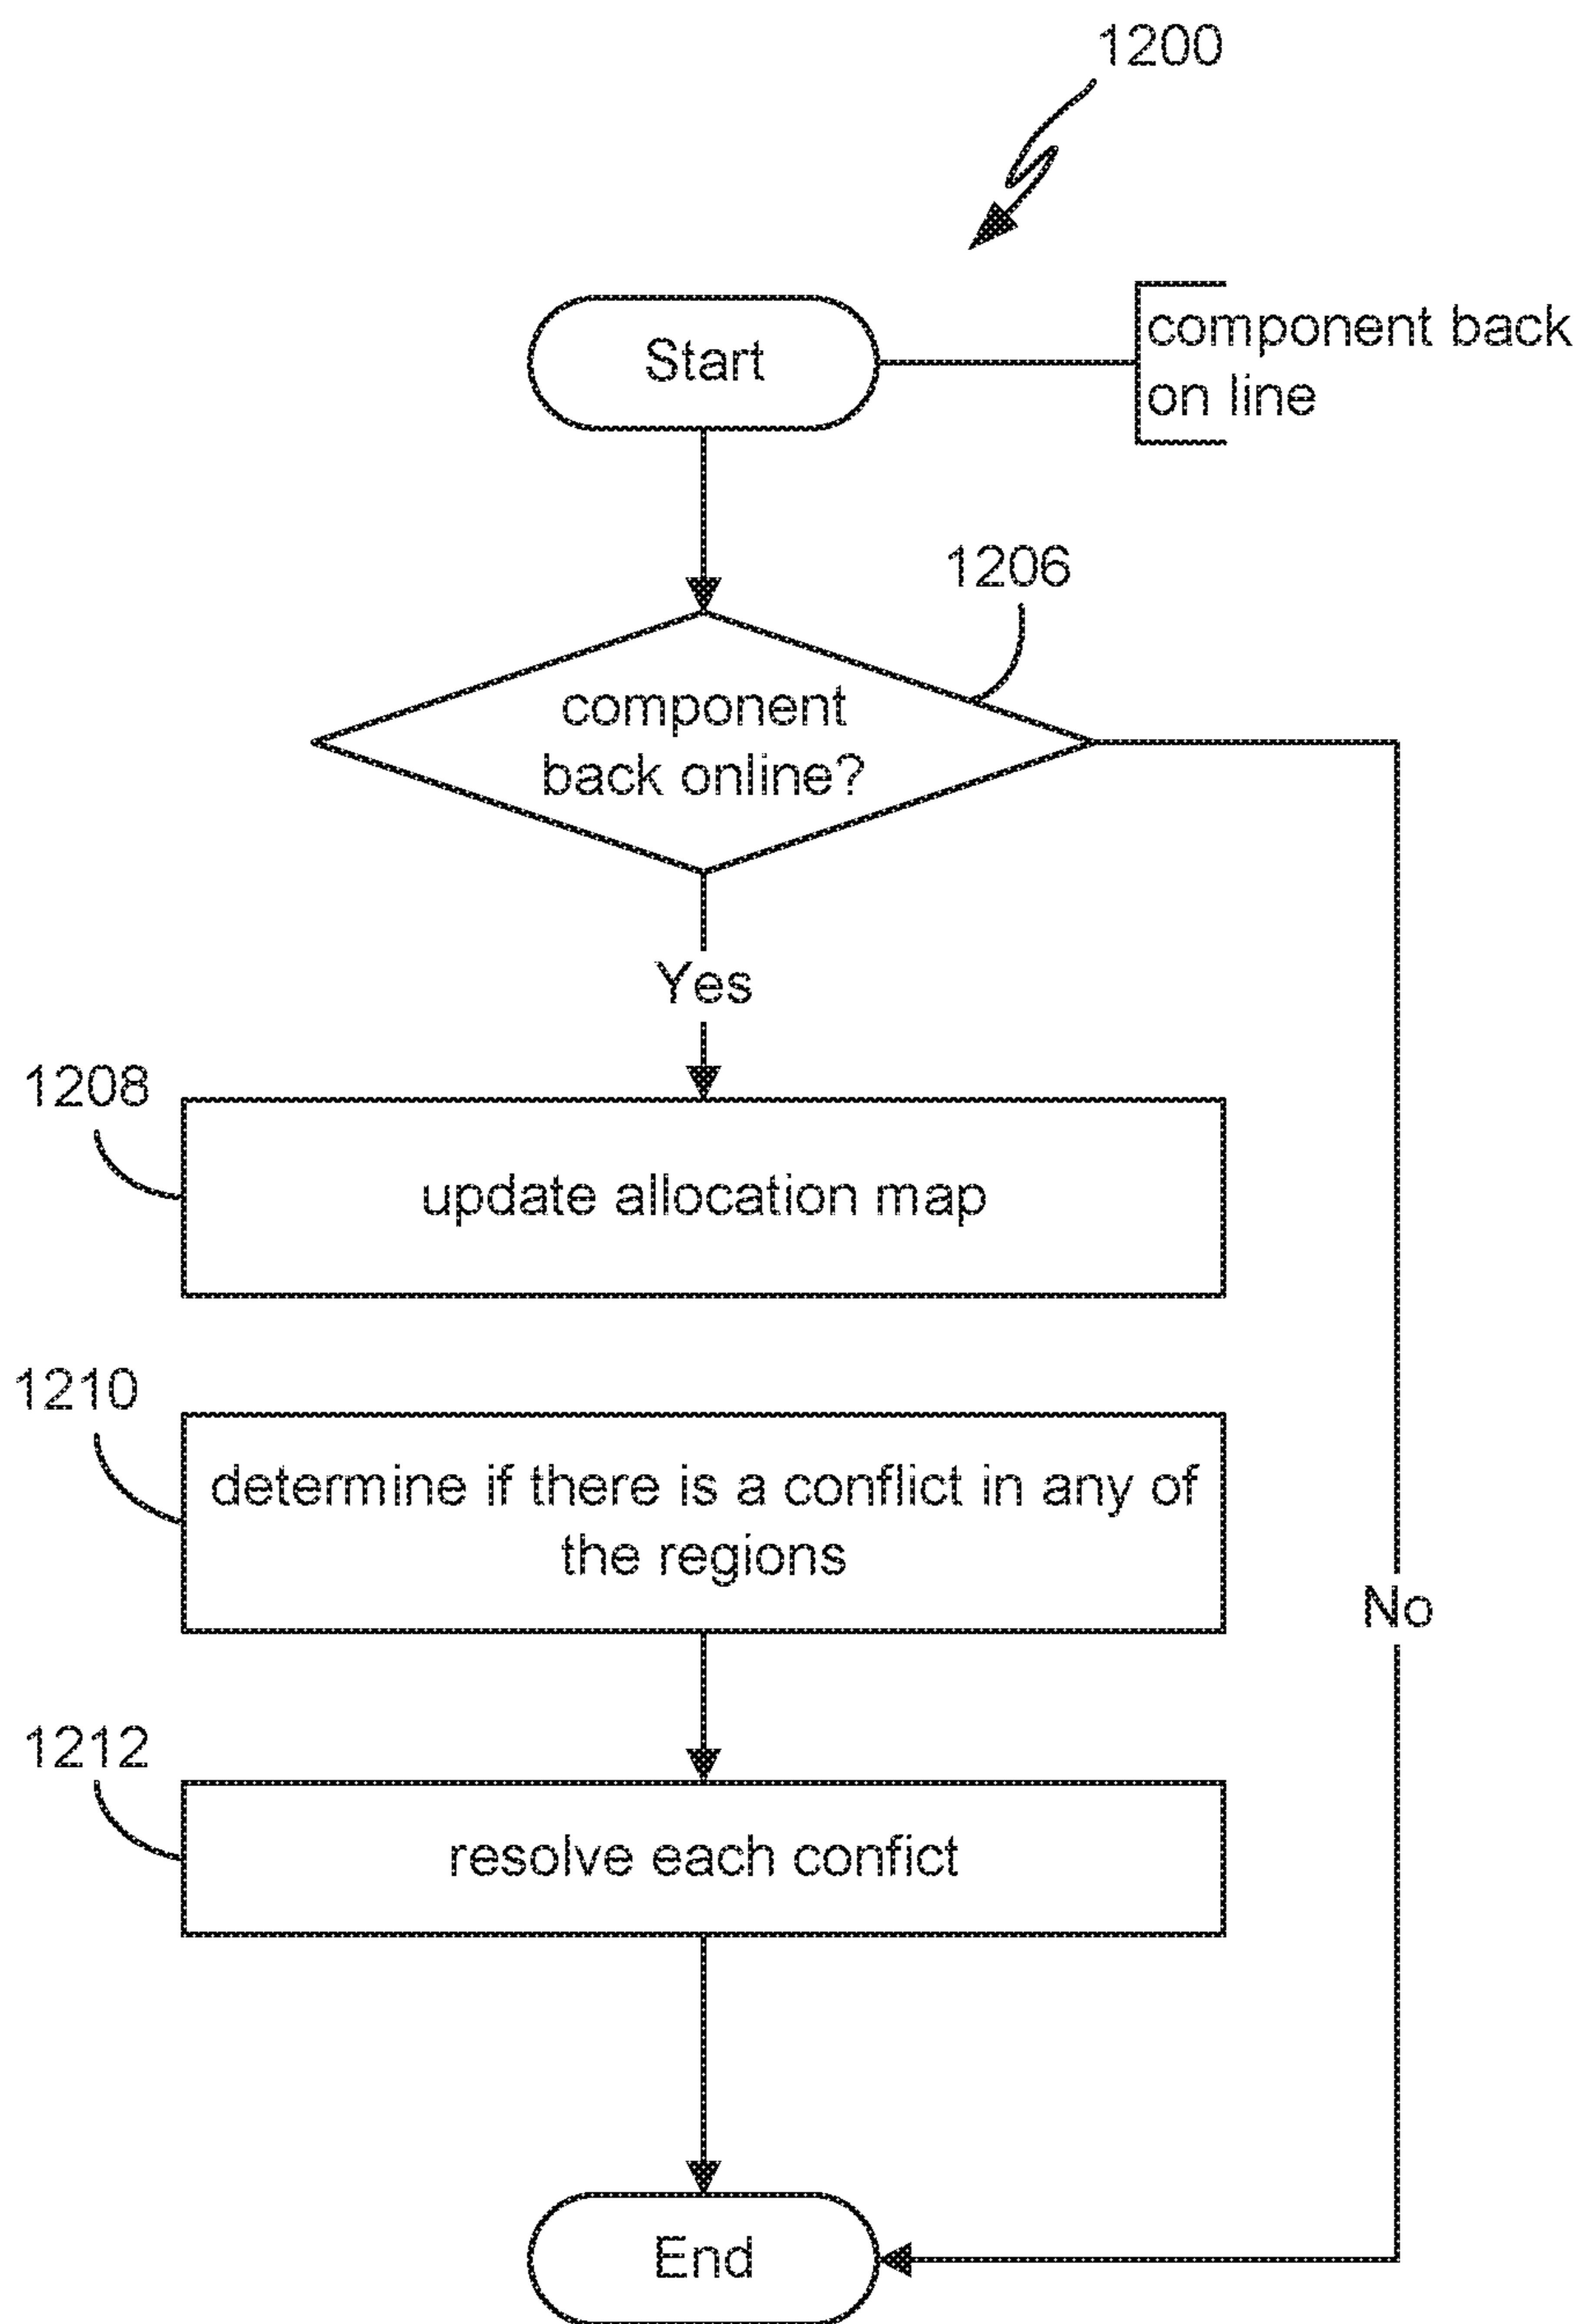 1200
Start
component back
on line
1206
component
back online?
Yes
1208
update allocation map
1210
determine if there is a conflict in any of
the regions
No
1212
resolve each confict
End